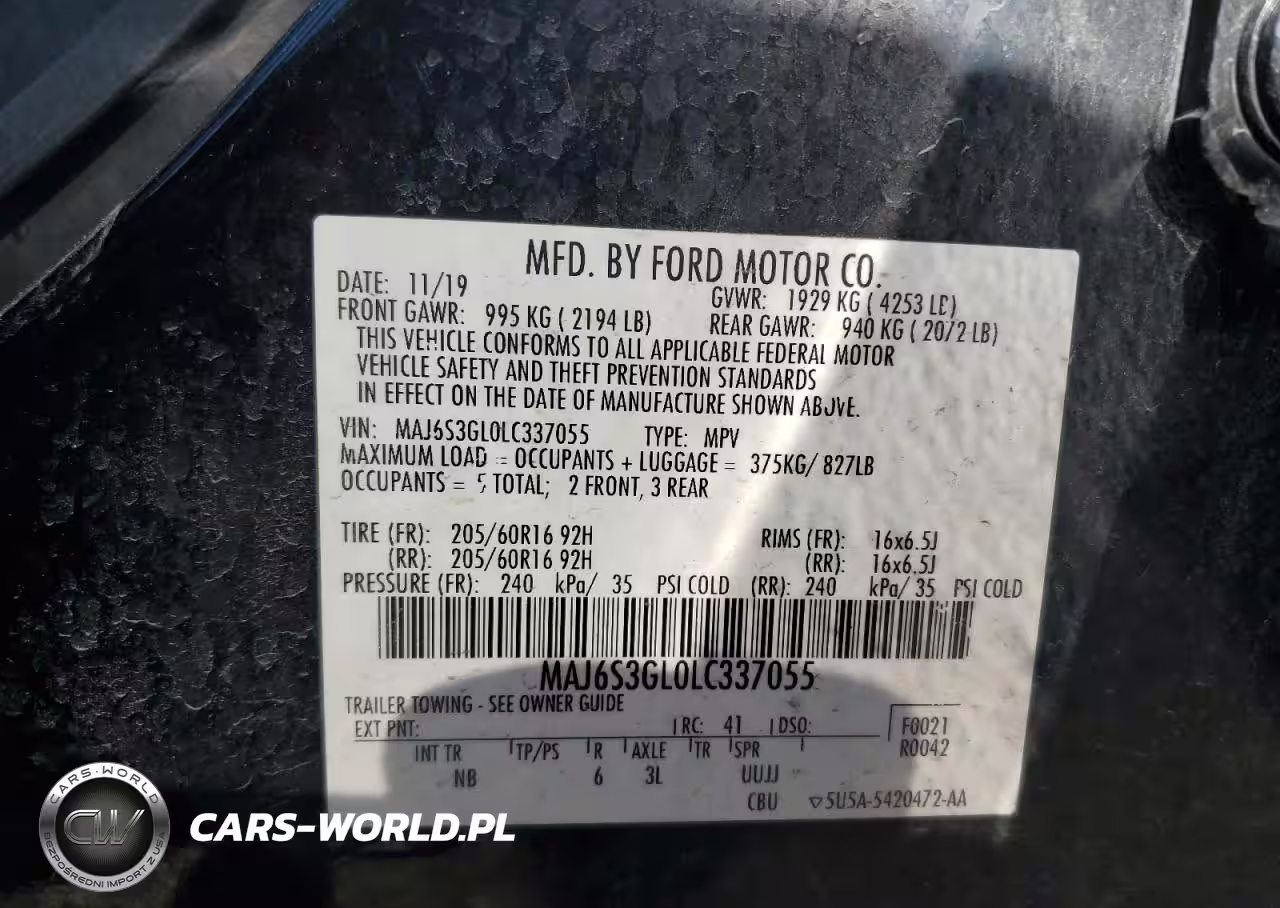 MFD. BY FORD MOTOR CO.
DATE: 11/19 GVWR: 1929 KG ( 4253 LB)
FRONT GAWR: 995 KG ( 2194 LB) REAR GAWR: 940 KG ( 2072 LB)
THIS VEHICLE CONFORMS TO ALL APPLICABLE FEDERAL MOTOR
VEHICLE SAFETY AND THEFT PREVENTION STANDARDS
IN EFFECT ON THE DATE OF MANUFACTURE SHOWN ABOVE.
VIN: MAJ6S3GL0LC337055 TYPE: MPV
MAXIMUM LOAD = OCCUPANTS + LUGGAGE = 375KG/ 827LB
OCCUPANTS = 5 TOTAL; 2 FRONT, 3 REAR
TIRE (FR): 205/60R16 92H RIMS (FR): 16x6.5J
(RR): 205/60R16 92H (RR): 16x6.5J
PRESSURE (FR): 240 kPa/ 35 PSI COLD (RR): 240 kPa/ 35 PSI COLD
MAJ6S3GL0LC337055
TRAILER TOWING - SEE OWNER GUIDE
EXT PNT: RC: 41 DSO: F0021
R0042
INT TR TP/PS R AXLE TR SPR
NB 6 3L UUJJ
CBU ▽5U5A-5420472-AA
CARS-WORLD
CW
BEZPOŚREDNI IMPORT Z USA
CARS-WORLD.PL